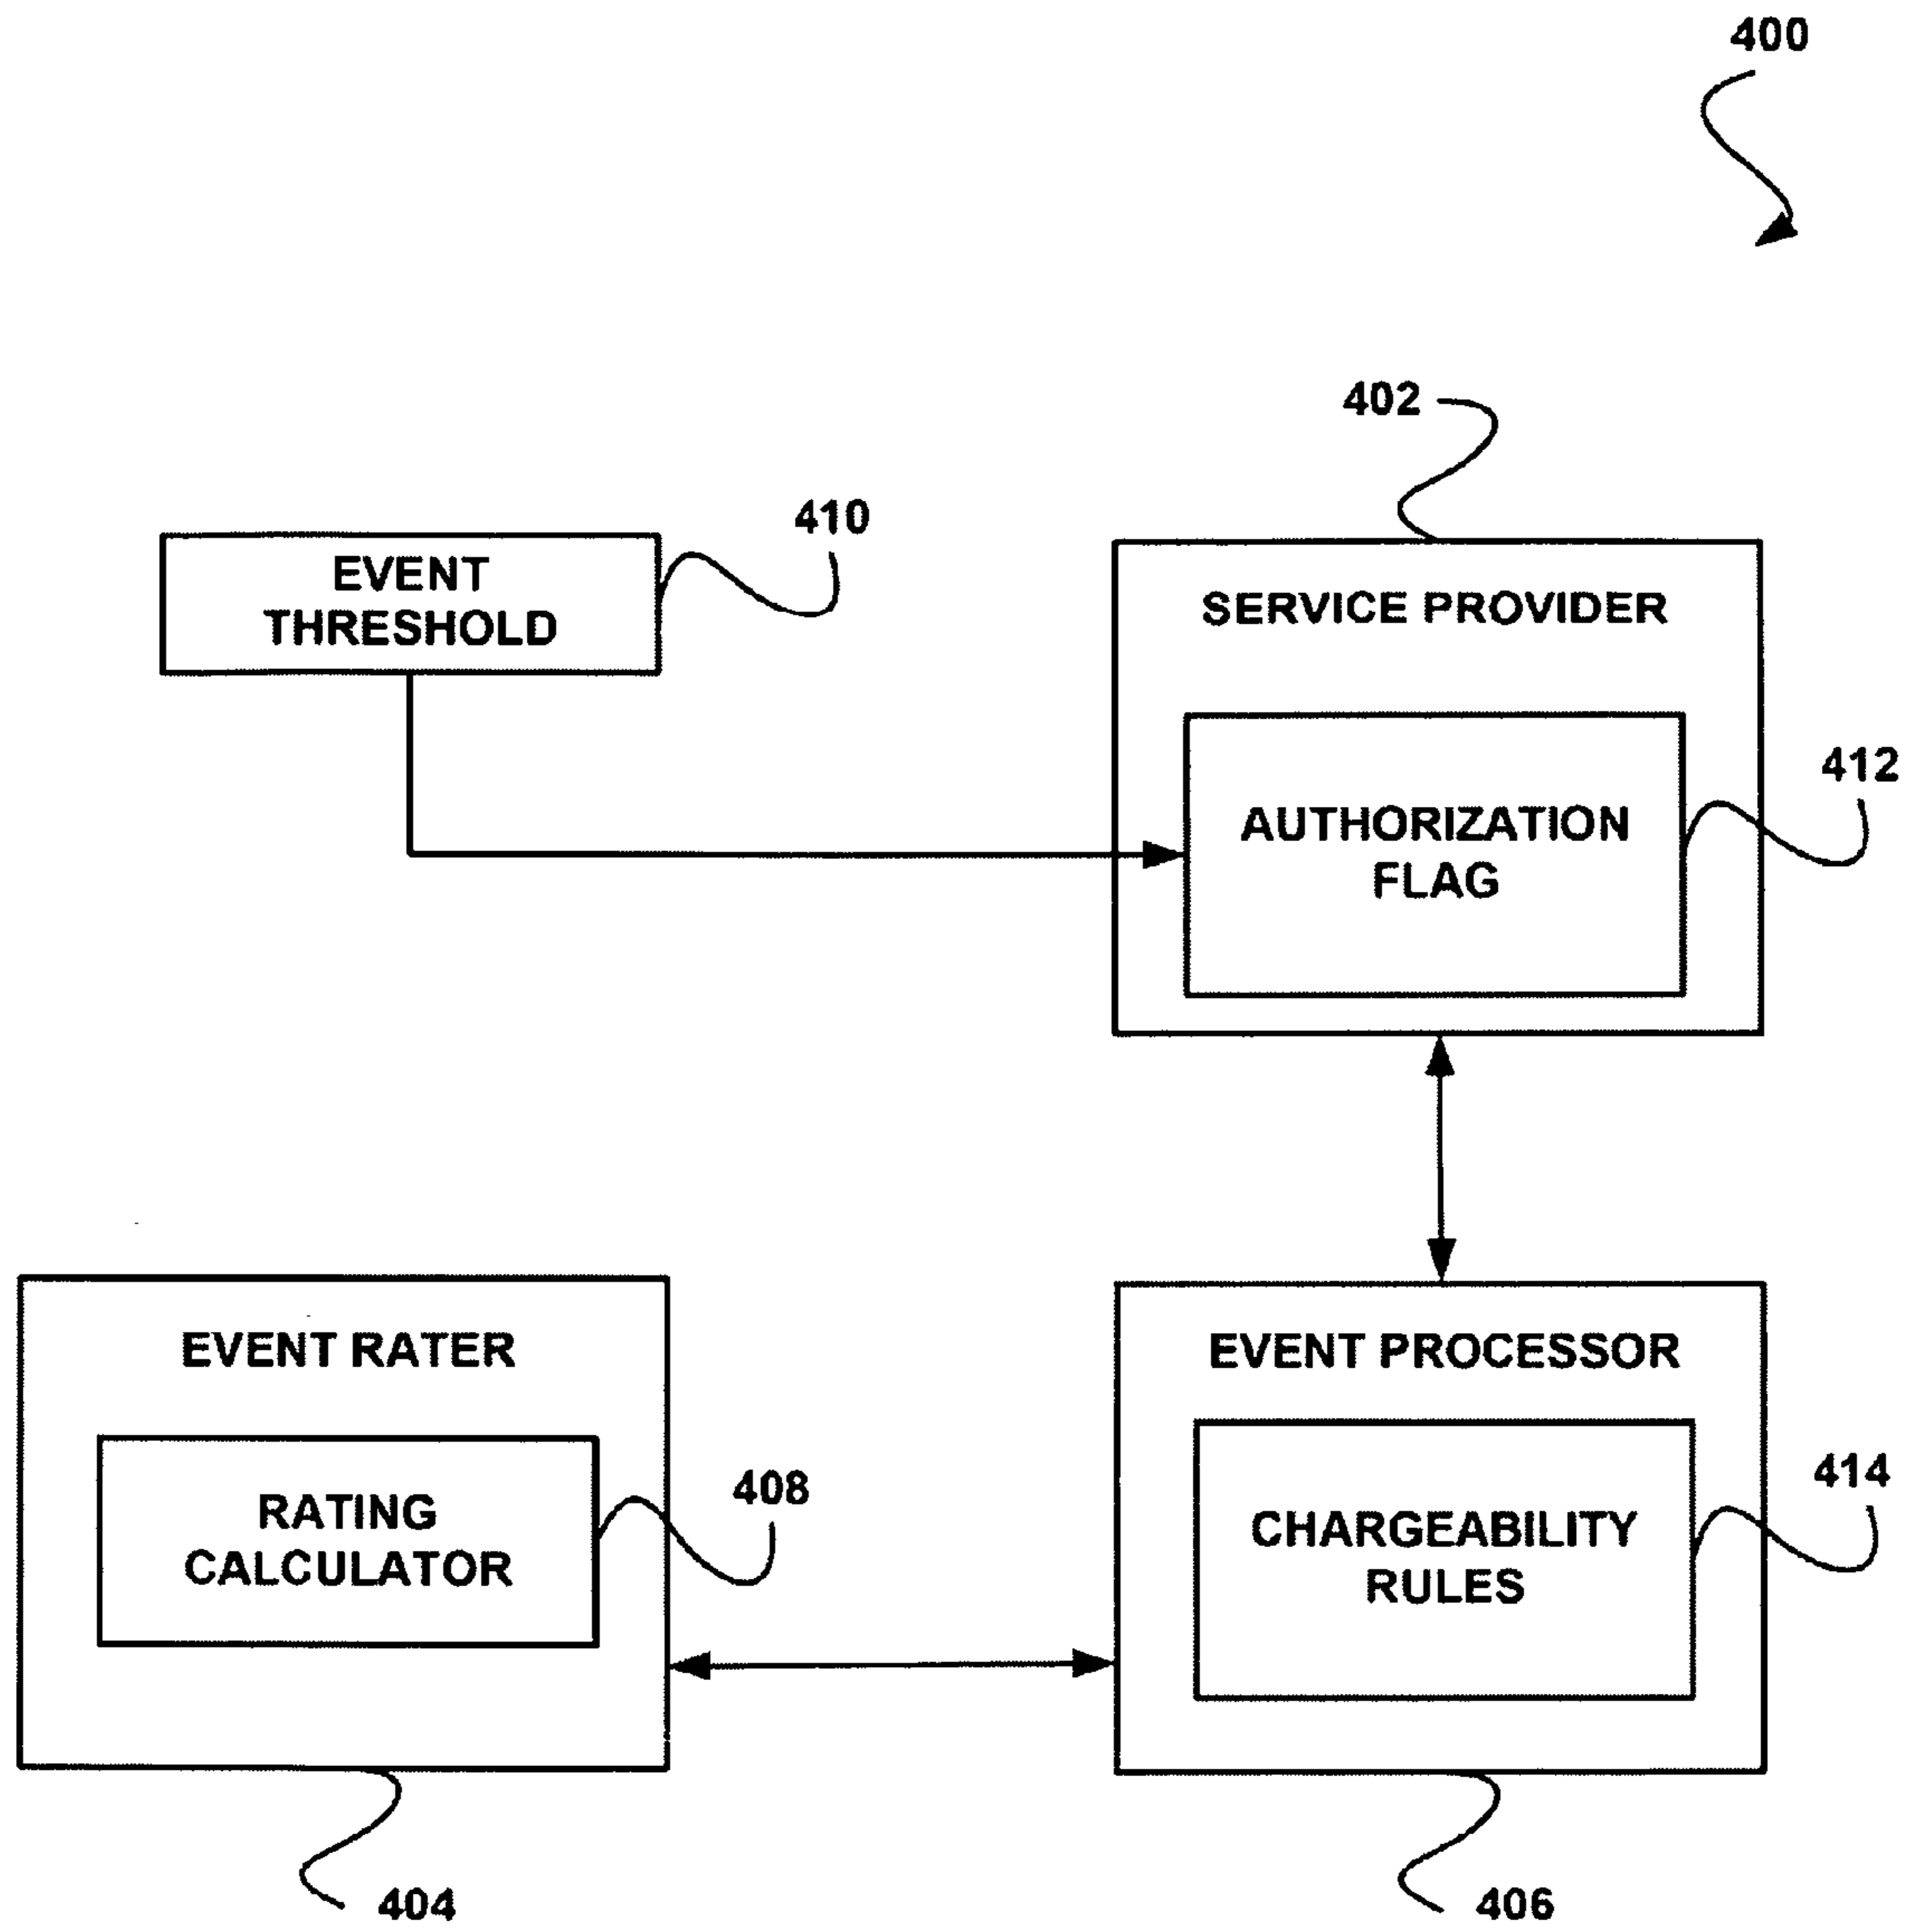 400
402
410
EVENT
THRESHOLD
SERVICE PROVIDER
412
AUTHORIZATION
FLAG
EVENT RATER
EVENT PROCESSOR
408
414
RATING
CALCULATOR
CHARGEABILITY
RULES
404
406